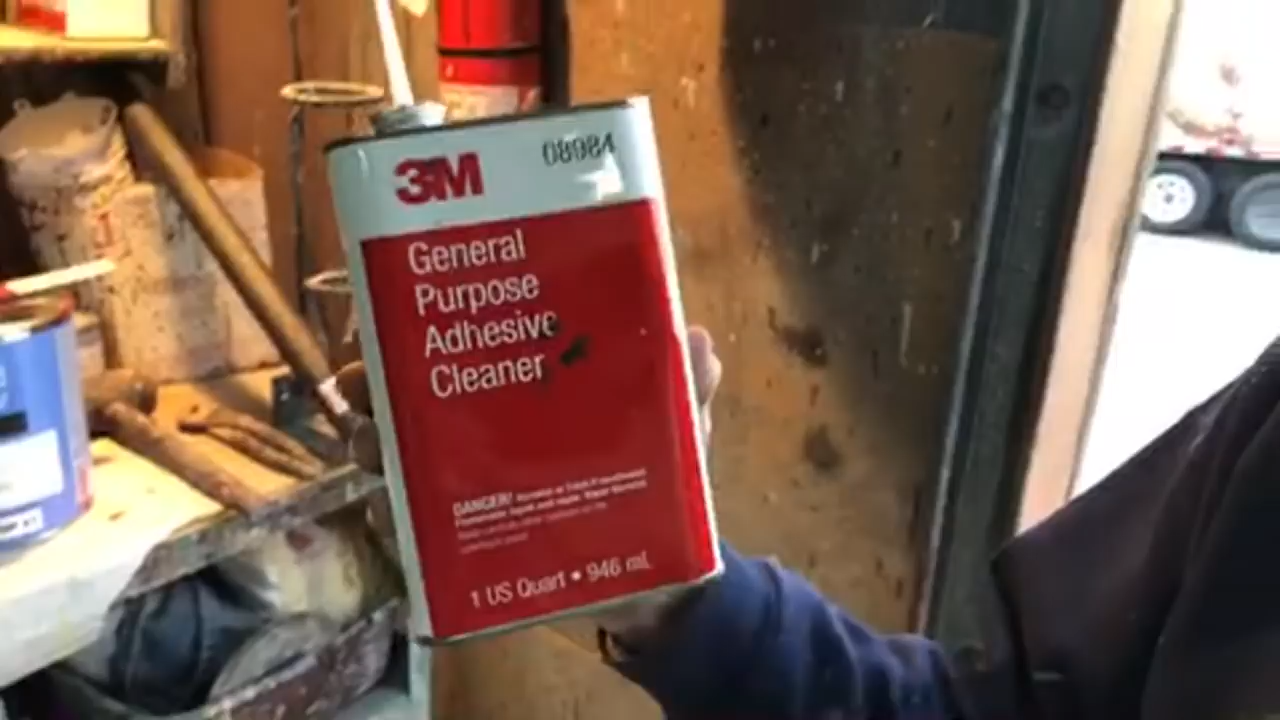 3M
08984
General
Purpose
Adhesive
Cleaner
DANGER!
1 US Quart • 946 mL